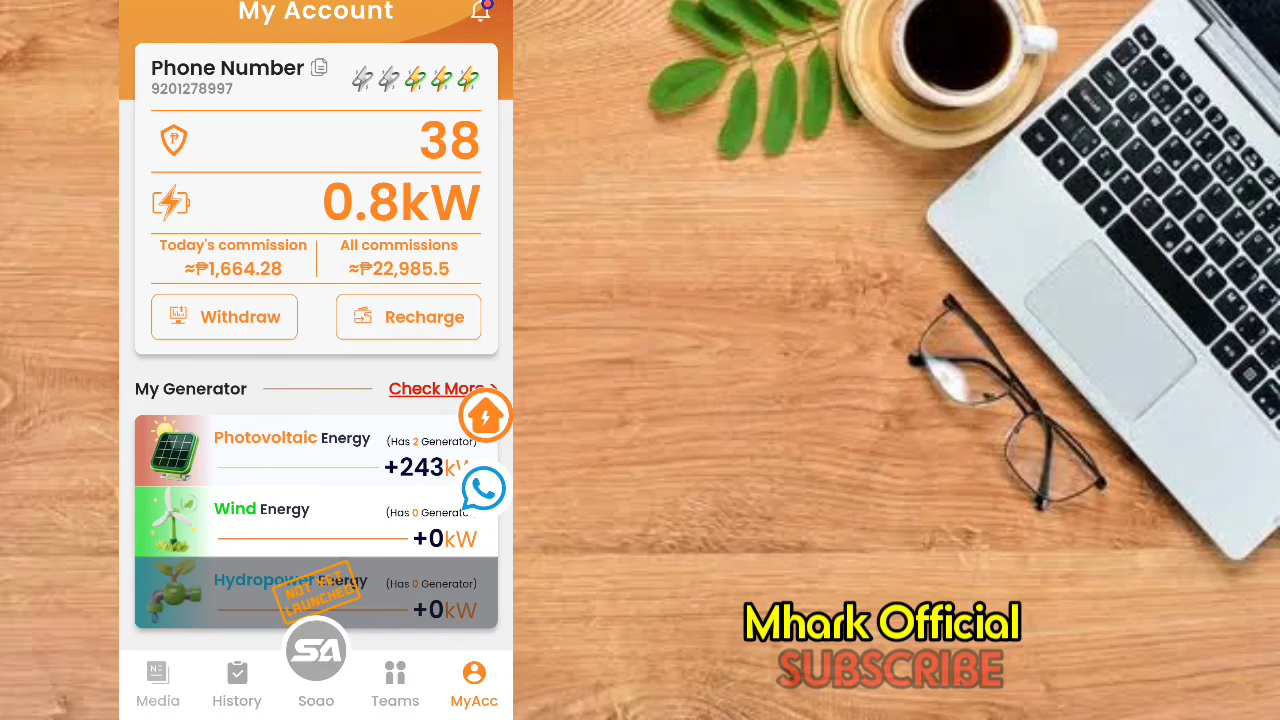 My Account
Phone Number
9201278997
₱
38
0.8kW
Today's commission
All commissions
≈₱1,664.28
≈₱22,985.5
Withdraw
Recharge
My Generator
Check More >
Photovoltaic Energy
(Has 2 Generator)
+243kW
Wind Energy
(Has 0 Generator)
+0kW
Hydropower Energy
(Has 0 Generator)
NOT YET
LAUNCHED
+0kW
SA
Media
History
Soao
Teams
MyAcc
Mhark Official
SUBSCRIBE